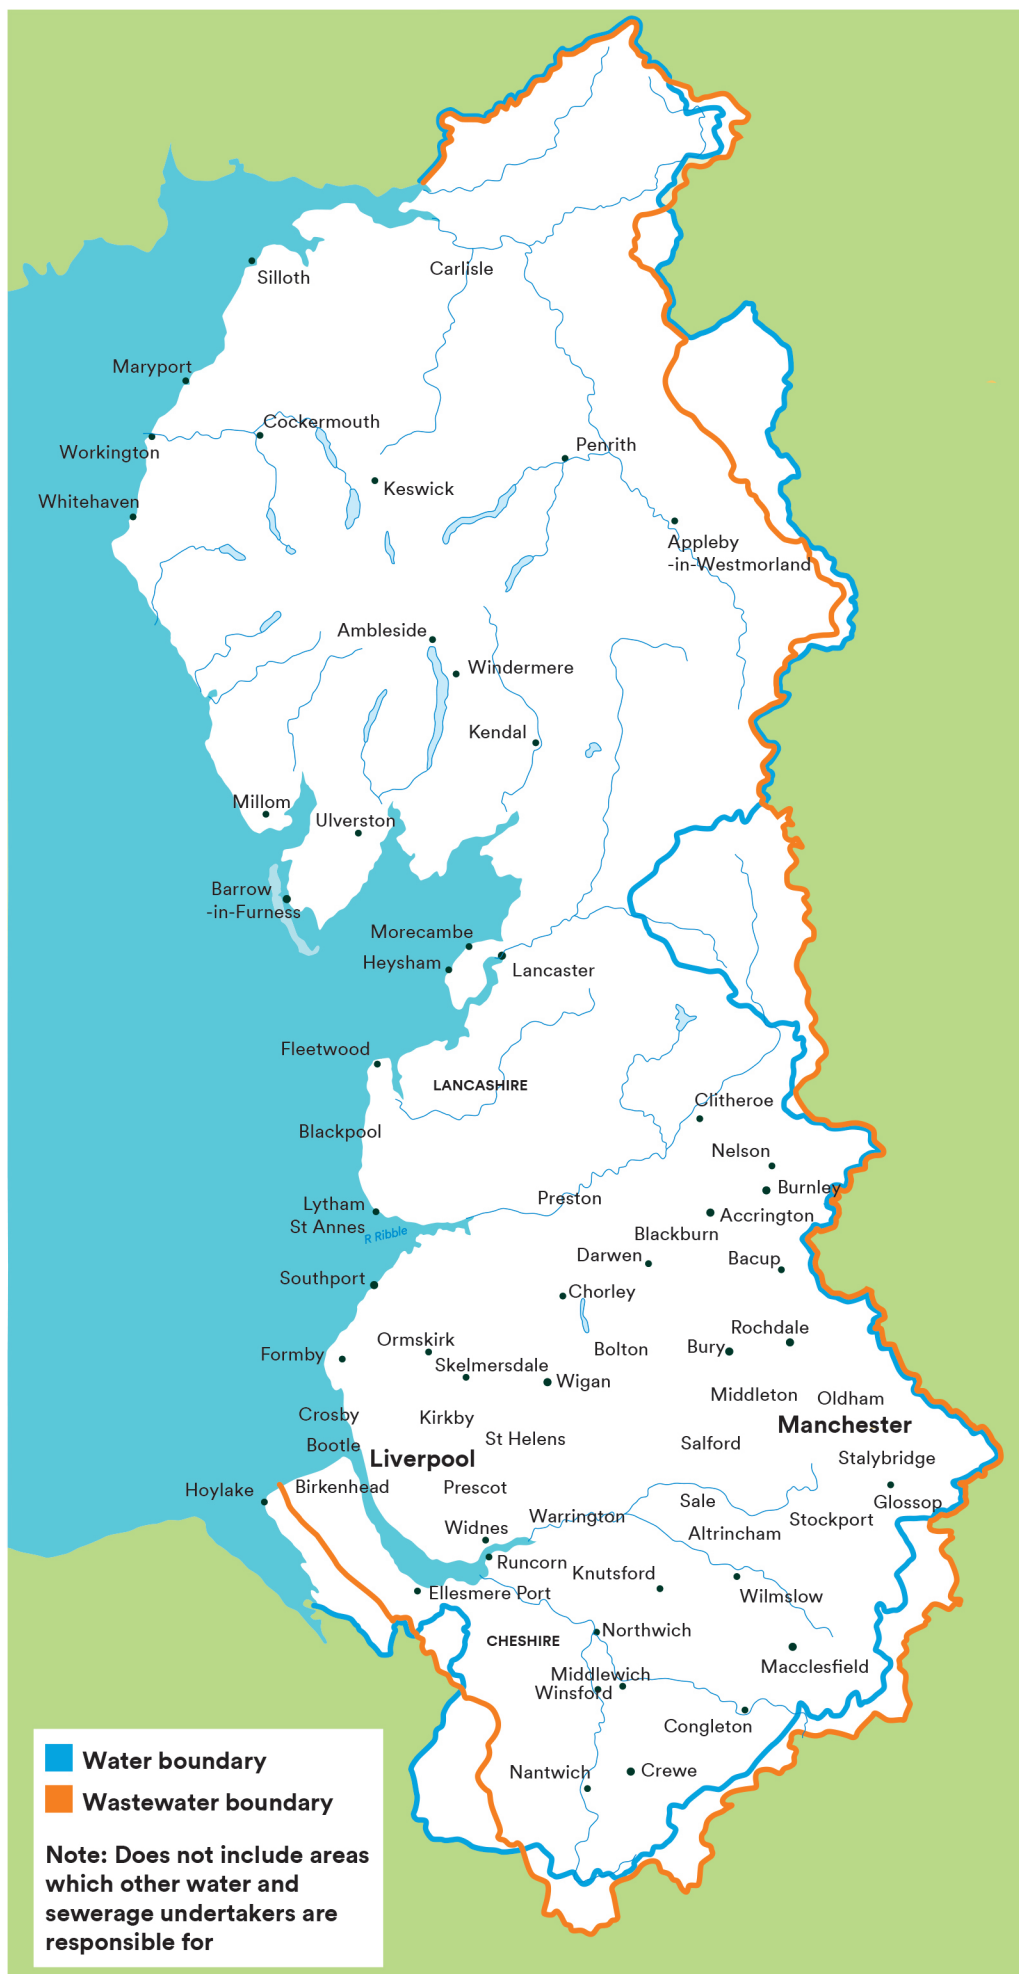 Carlisle
Silloth
Maryport
Cockermouth
Workington
Penrith
Keswick
Whitehaven
Appleby
-in-Westmorland
Ambleside
Windermere
Kendal
Millom
Ulverston
Barrow
-in-Furness
Morecambe
Heysham
Lancaster
Fleetwood
LANCASHIRE
Clitheroe
Blackpool
Nelson
Burnley
Preston
Lytham
St Annes
R Ribble
Accrington
Blackburn
Darwen
Bacup
Southport
Chorley
Rochdale
Ormskirk
Bury
Bolton
Formby
Skelmersdale
Wigan
Middleton
Oldham
Crosby
Kirkby
Manchester
Bootle
St Helens
Salford
Liverpool
Stalybridge
Hoylake
Birkenhead
Prescot
Sale
Glossop
Warrington
Stockport
Widnes
Altrincham
Runcorn
Knutsford
Ellesmere Port
Wilmslow
Northwich
CHESHIRE
Macclesfield
Middlewich
Winsford
Congleton
Nantwich
Crewe
Water boundary
Wastewater boundary
Note: Does not include areas
which other water and
sewerage undertakers are
responsible for